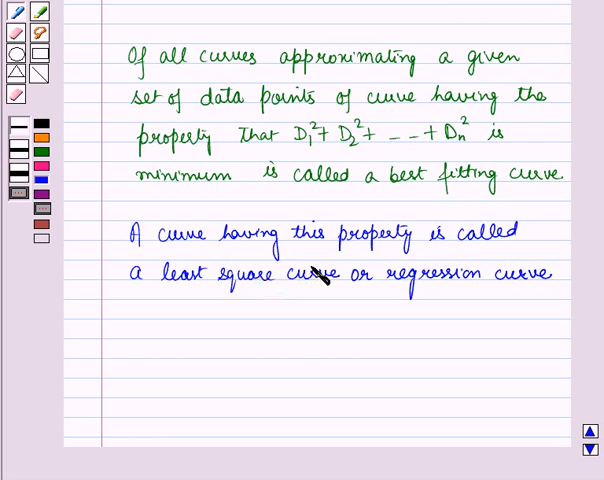 Of all curves approximating a given
set of data points of curve having the
property that D₁²+ D₂²+ - - + Dₙ² is
minimum is called a best fitting curve
A curve having this property is called
a least square curve or regression curve